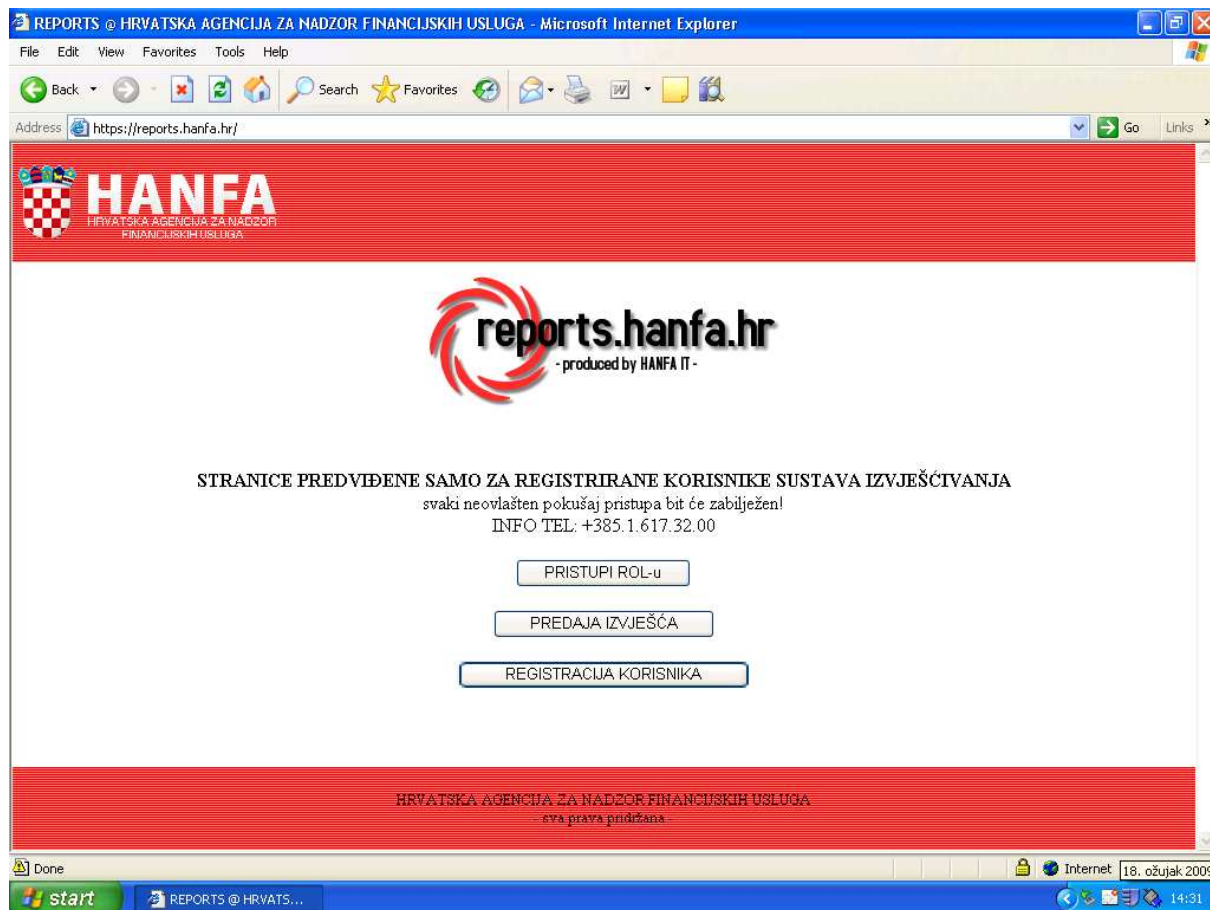 REPORTS @ HRVATSKA AGENCIJA ZA NADZOR FINANCIJSKIH USLUGA - Microsoft Internet Explorer
File Edit View Favorites Tools Help
Back Search Favorites
Address https://reports.hanfa.hr/ Go Links
HANFA
HRVATSKA AGENCIJA ZA NADZOR
FINANCIJSKIH USLUGA
reports.hanfa.hr
- produced by HANFA IT -
STRANICE PREDVIĐENE SAMO ZA REGISTRIRANE KORISNIKE SUSTAVA IZVJEŠĆIVANJA
svaki neovlašten pokušaj pristupa bit će zabilježen!
INFO TEL: +385.1.617.32.00
PRISTUPI ROL-u
PREDAJA IZVJEŠĆA
REGISTRACIJA KORISNIKA
HRVATSKA AGENCIJA ZA NADZOR FINANCIJSKIH USLUGA
- sva prava pridržana -
Done Internet 18. ožujak 2009
start REPORTS @ HRVATS... 14:31